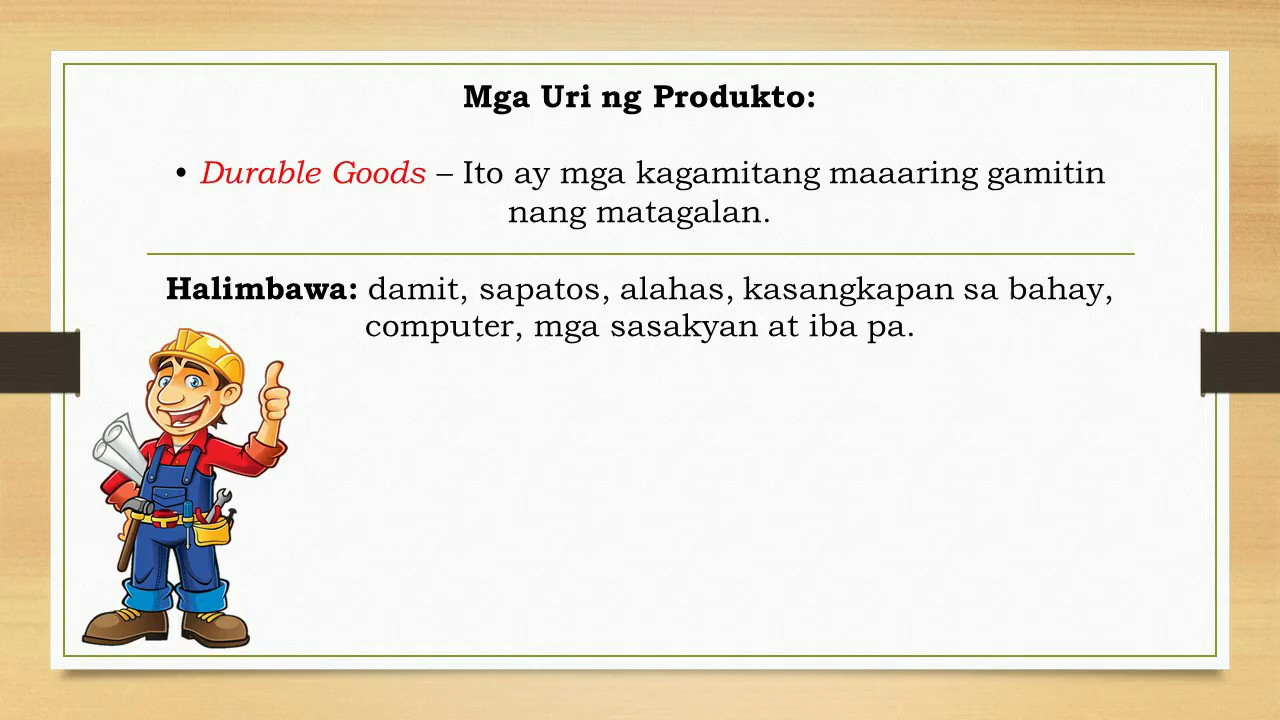 Mga Uri ng Produkto:
• Durable Goods – Ito ay mga kagamitang maaaring gamitin
nang matagalan.
Halimbawa: damit, sapatos, alahas, kasangkapan sa bahay,
computer, mga sasakyan at iba pa.